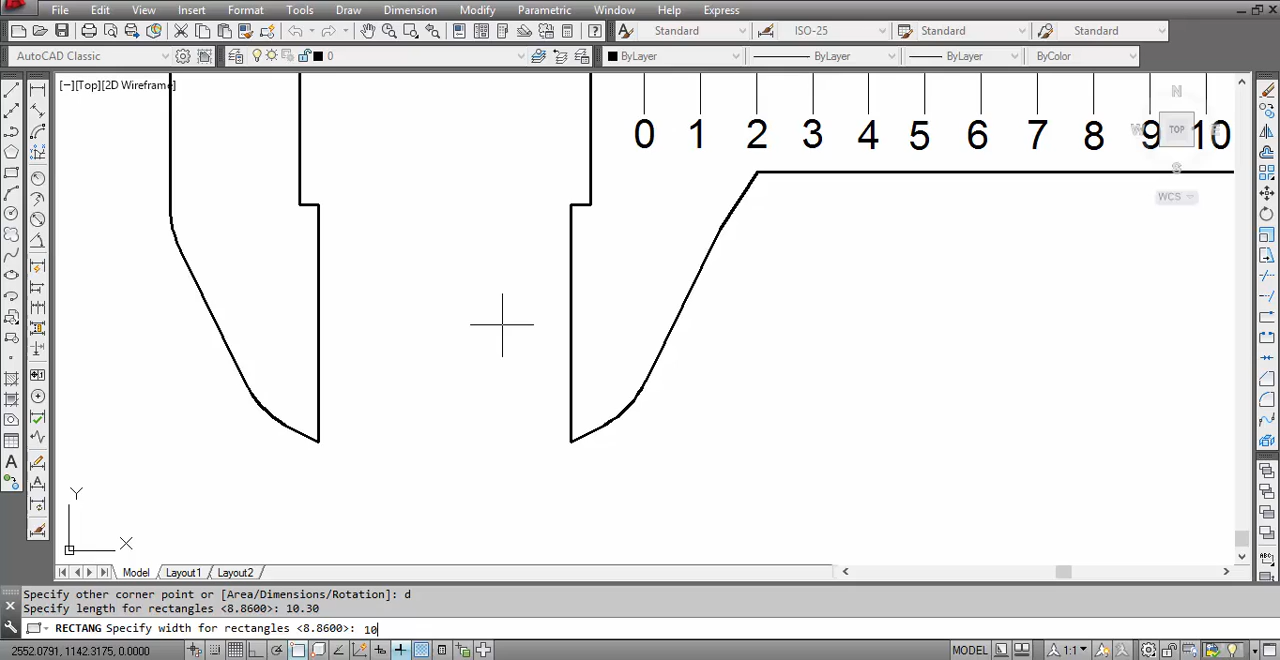 File Edit View Insert Format Tools Draw Dimension Modify Parametric Window Help Express
Standard ISO-25 Standard Standard
AutoCAD Classic 0 ByLayer ByLayer ByLayer ByColor
[−][Top][2D Wireframe]
N
W TOP E
S
WCS
0 1 2 3 4 5 6 7 8 9 10
Y
X
Model Layout1 Layout2
Specify other corner point or [Area/Dimensions/Rotation]: d
Specify length for rectangles <8.8600>: 10.30
RECTANG Specify width for rectangles <8.8600>: 10
2552.0791, 1142.3175, 0.0000 MODEL 1:1